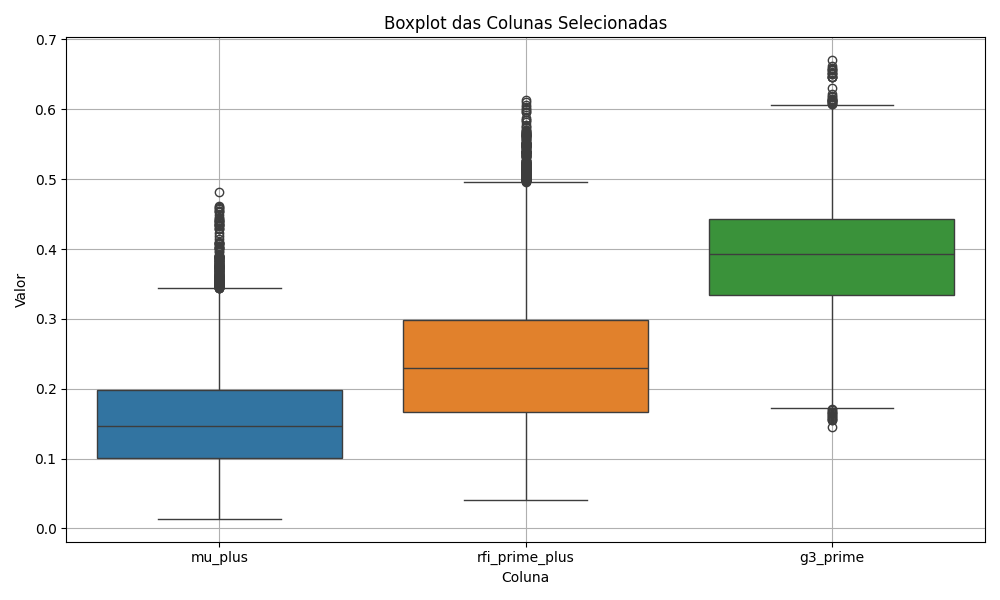 Boxplot das Colunas Selecionadas
0.7
0.6
0.5
0.4
0.3
0.2
0.1
0.0
Valor
mu_plus
rfi_prime_plus
g3_prime
Coluna